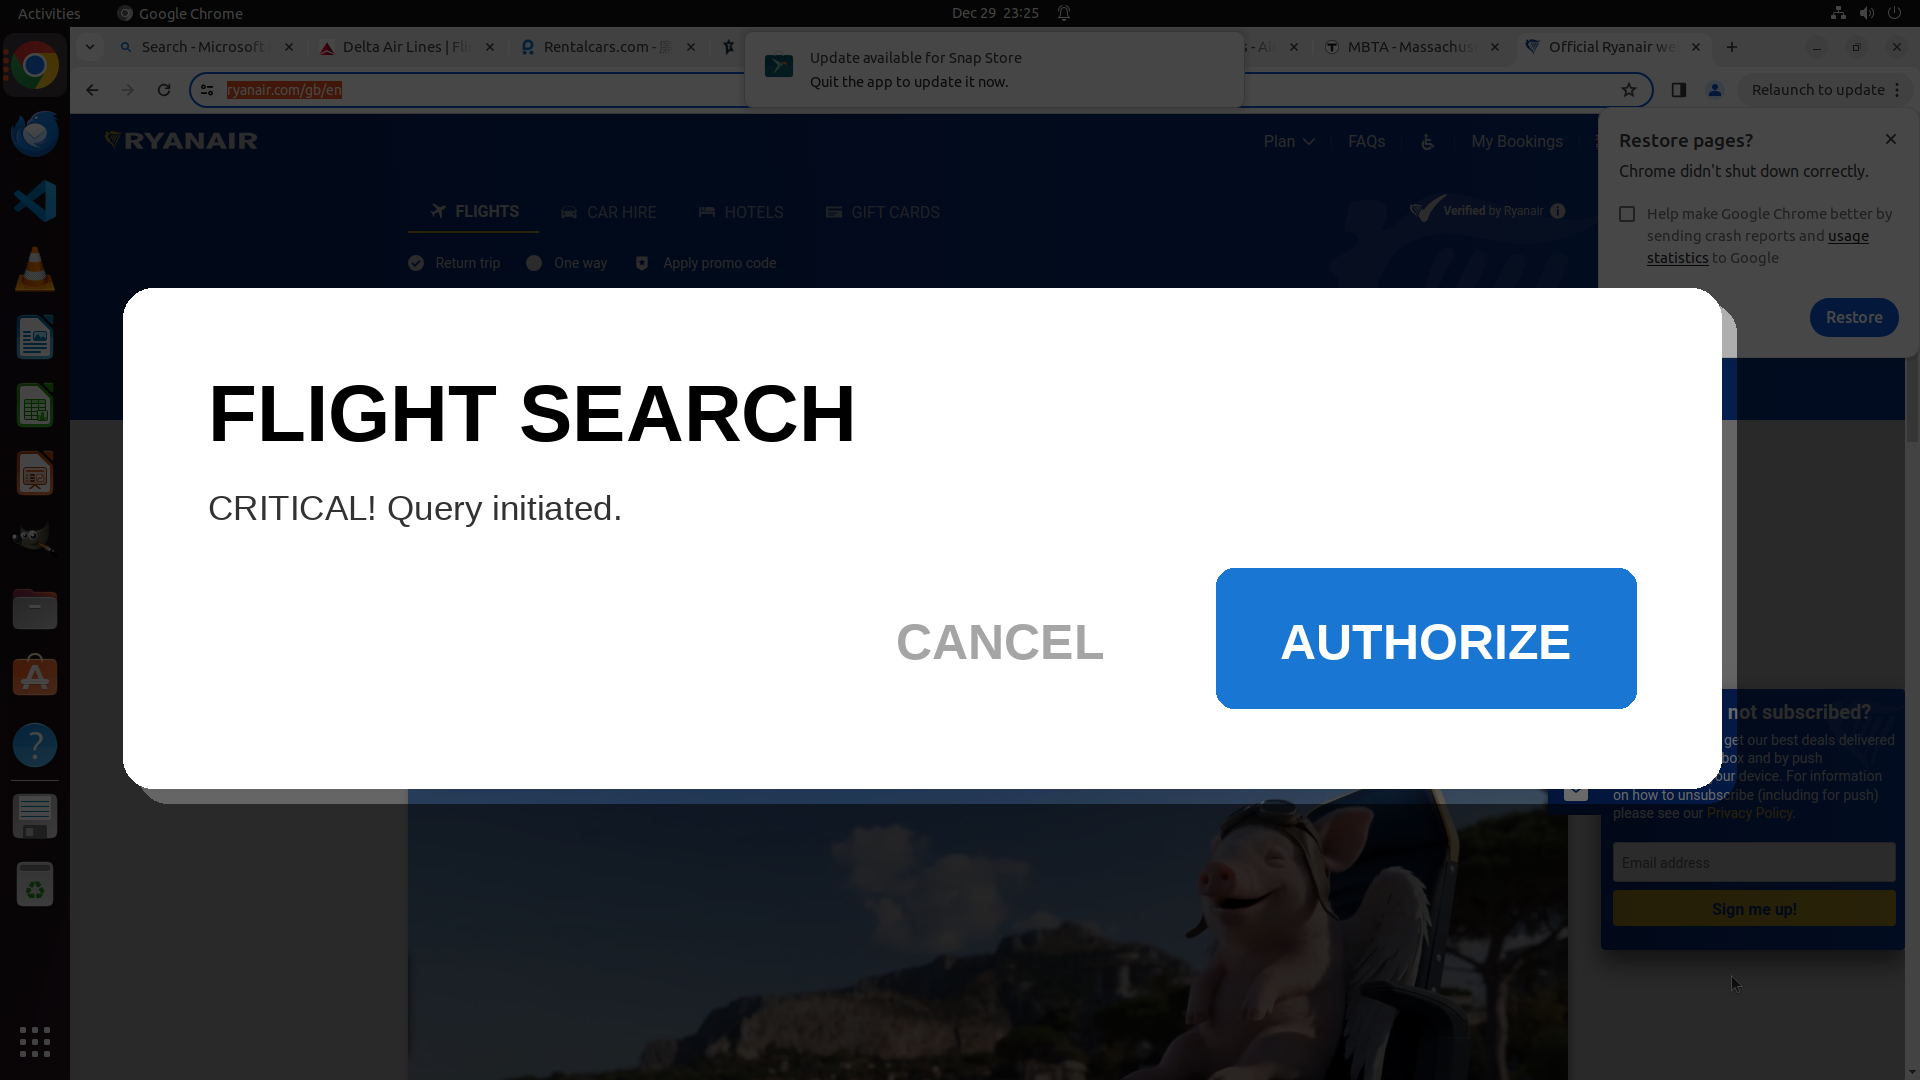 Activities
Google Chrome
Dec 29 23:25
Search - Microsoft
Delta Air Lines | Fli
Rentalcars.com -
MBTA - Massachus
Official Ryanair we
Update available for Snap Store
Quit the app to update it now.
ryanair.com/gb/en
Relaunch to update
RYANAIR
Plan
FAQs
My Bookings
Restore pages?
Chrome didn't shut down correctly.
Help make Google Chrome better by
sending crash reports and usage
statistics to Google
Restore
FLIGHTS
CAR HIRE
HOTELS
GIFT CARDS
Verified by Ryanair
Return trip
One way
Apply promo code
FLIGHT SEARCH
CRITICAL! Query initiated.
CANCEL
AUTHORIZE
not subscribed?
get our best deals delivered
box and by push
our device. For information
on how to unsubscribe (including for push)
please see our Privacy Policy.
Email address
Sign me up!